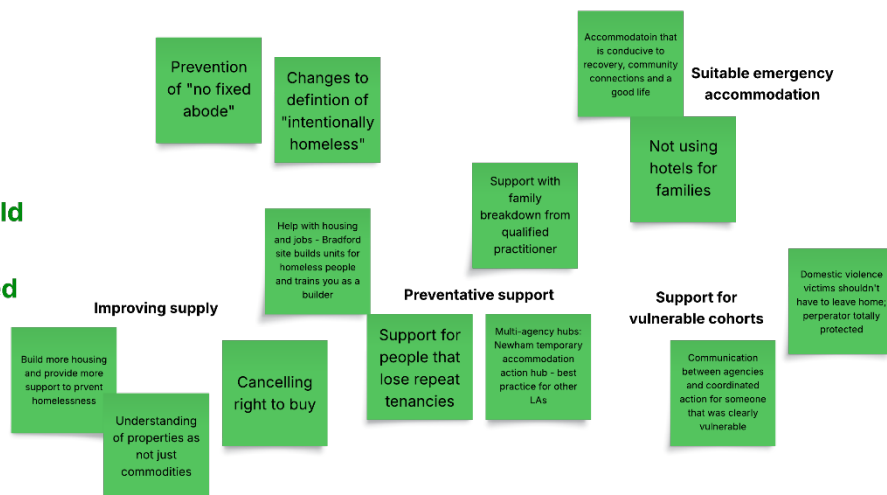 Prevention
of "no fixed
abode"
Changes to
defintion of
"intentionally
homeless"
Accommodatoin that
is conducive to
recovery, community
connections and a
good life
Suitable emergency
accommodation
Not using
hotels for
families
Support with
family
breakdown from
qualified
practitioner
ld
ed
Help with housing
and jobs - Bradford
site builds units for
homeless people
and trains you as a
builder
Improving supply
Preventative support
Support for
vulnerable cohorts
Domestic violence
victims shouldn't
have to leave home;
perperator totally
protected
Build more housing
and provide more
support to prvent
homelessness
Understanding
of properties as
not just
commodities
Cancelling
right to buy
Support for
people that
lose repeat
tenancies
Multi-agency hubs:
Newham temporary
accommodation
action hub - best
practice for other
LAs
Communication
between agencies
and coordinated
action for someone
that was clearly
vulnerable